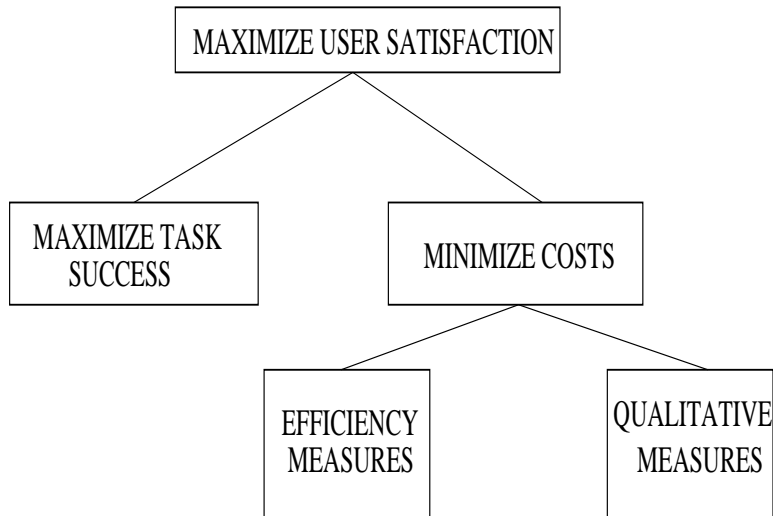 MAXIMIZE USER SATISFACTION
MAXIMIZE TASK
SUCCESS
MINIMIZE COSTS
EFFICIENCY
MEASURES
QUALITATIVE
MEASURES